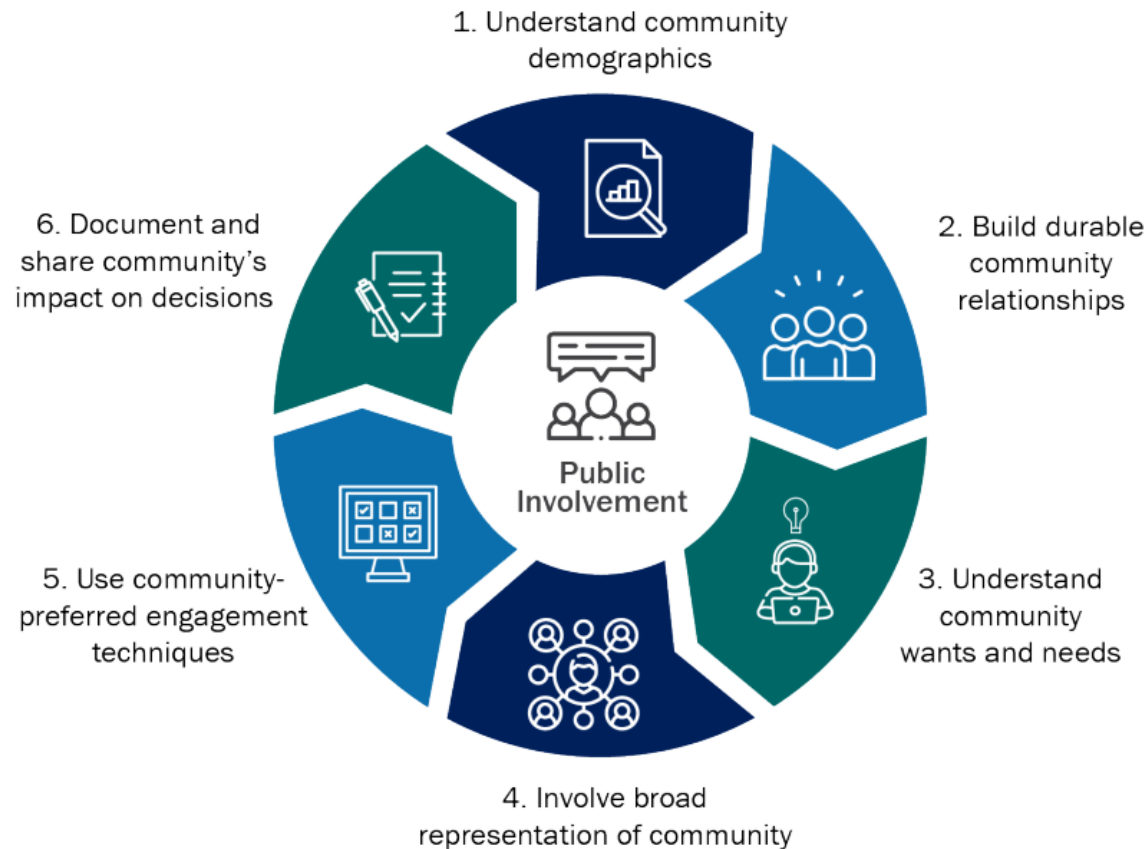 1. Understand community
demographics
2. Build durable
community
relationships
3. Understand
community
wants and needs
4. Involve broad
representation of community
5. Use community-
preferred engagement
techniques
6. Document and
share community’s
impact on decisions
Public
Involvement